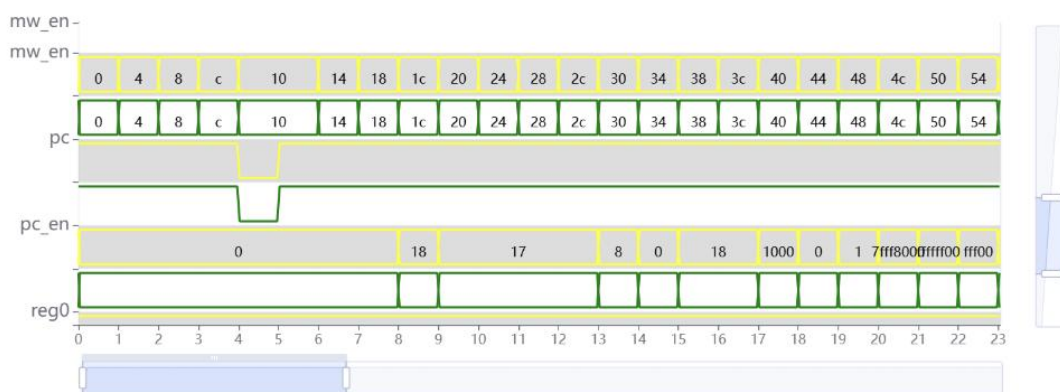 mw_en
mw_en
0 4 8 c 10 14 18 1c 20 24 28 2c 30 34 38 3c 40 44 48 4c 50 54
0 4 8 c 10 14 18 1c 20 24 28 2c 30 34 38 3c 40 44 48 4c 50 54
pc
pc_en
0 18 17 8 0 18 1000 0 1 7fff8000 ffffff00 fff00
reg0
0 1 2 3 4 5 6 7 8 9 10 11 12 13 14 15 16 17 18 19 20 21 22 23